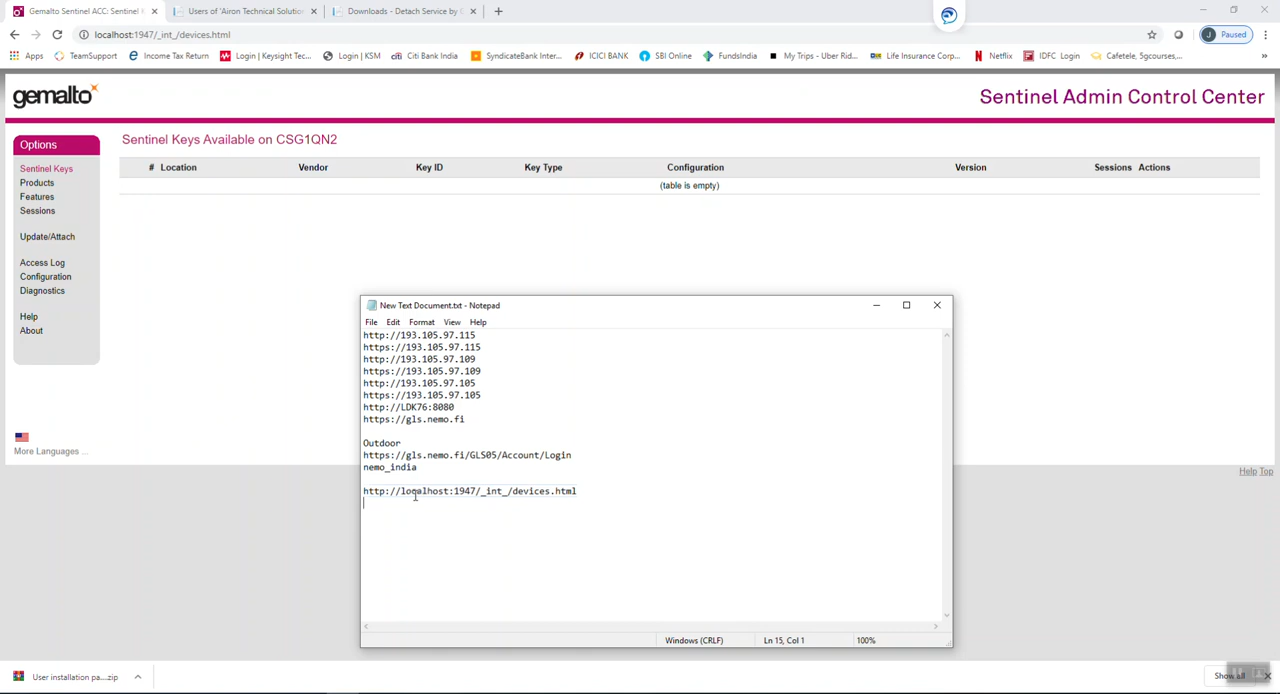 Gemalto Sentinel ACC: Sentinel K
Users of 'Airon Technical Solution
Downloads - Detach Service by G
localhost:1947/_int_/devices.html
J Paused
Apps
TeamSupport
Income Tax Return
Login | Keysight Tec...
Login | KSM
citi Citi Bank India
SyndicateBank Inter...
ICICI BANK
SBI Online
FundsIndia
My Trips - Uber Rid...
Life Insurance Corp...
Netflix
IDFC Login
Cafetele, 5gcourses,...
gemalto
Sentinel Admin Control Center
Options
Sentinel Keys
Products
Features
Sessions
Update/Attach
Access Log
Configuration
Diagnostics
Help
About
More Languages ...
Sentinel Keys Available on CSG1QN2
# Location Vendor Key ID Key Type Configuration Version Sessions Actions
(table is empty)
Help Top
New Text Document.txt - Notepad
File Edit Format View Help
http://193.105.97.115
https://193.105.97.115
http://193.105.97.109
https://193.105.97.109
http://193.105.97.105
https://193.105.97.105
http://LDK76:8080
https://gls.nemo.fi
Outdoor
https://gls.nemo.fi/GLS05/Account/Login
nemo_india
http://localhost:1947/_int_/devices.html
Windows (CRLF) Ln 15, Col 1 100%
User installation pa....zip
Show all